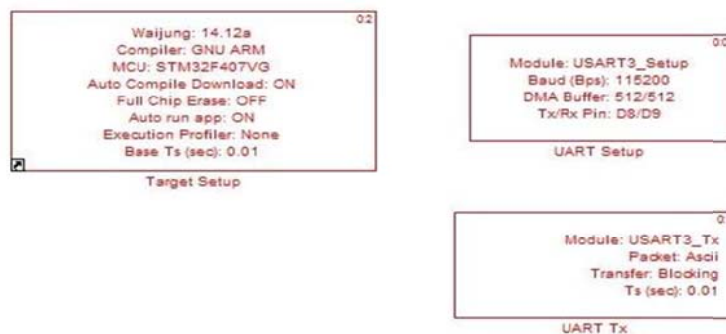 0:2
Waijung: 14.12a
Compiler: GNU ARM
MCU: STM32F407VG
Auto Compile Download: ON
Full Chip Erase: OFF
Auto run app: ON
Execution Profiler: None
Base Ts (sec): 0.01
Target Setup
Module: USART3_Setup
Baud (Bps): 115200
DMA Buffer: 512/512
Tx/Rx Pin: D8/D9
UART Setup
Module: USART3_Tx
Packet: Ascii
Transfer: Blocking
Ts (sec): 0.01
UART Tx